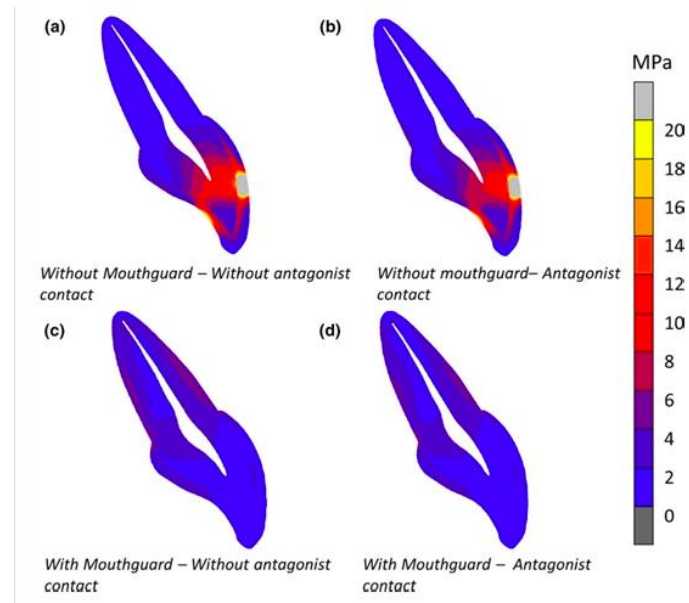 (a)
(b)
MPa
20
18
16
14
12
10
8
6
4
2
0
Without Mouthguard – Without antagonist
contact
Without mouthguard– Antagonist
contact
(c)
(d)
With Mouthguard – Without antagonist
contact
With Mouthguard – Antagonist
contact